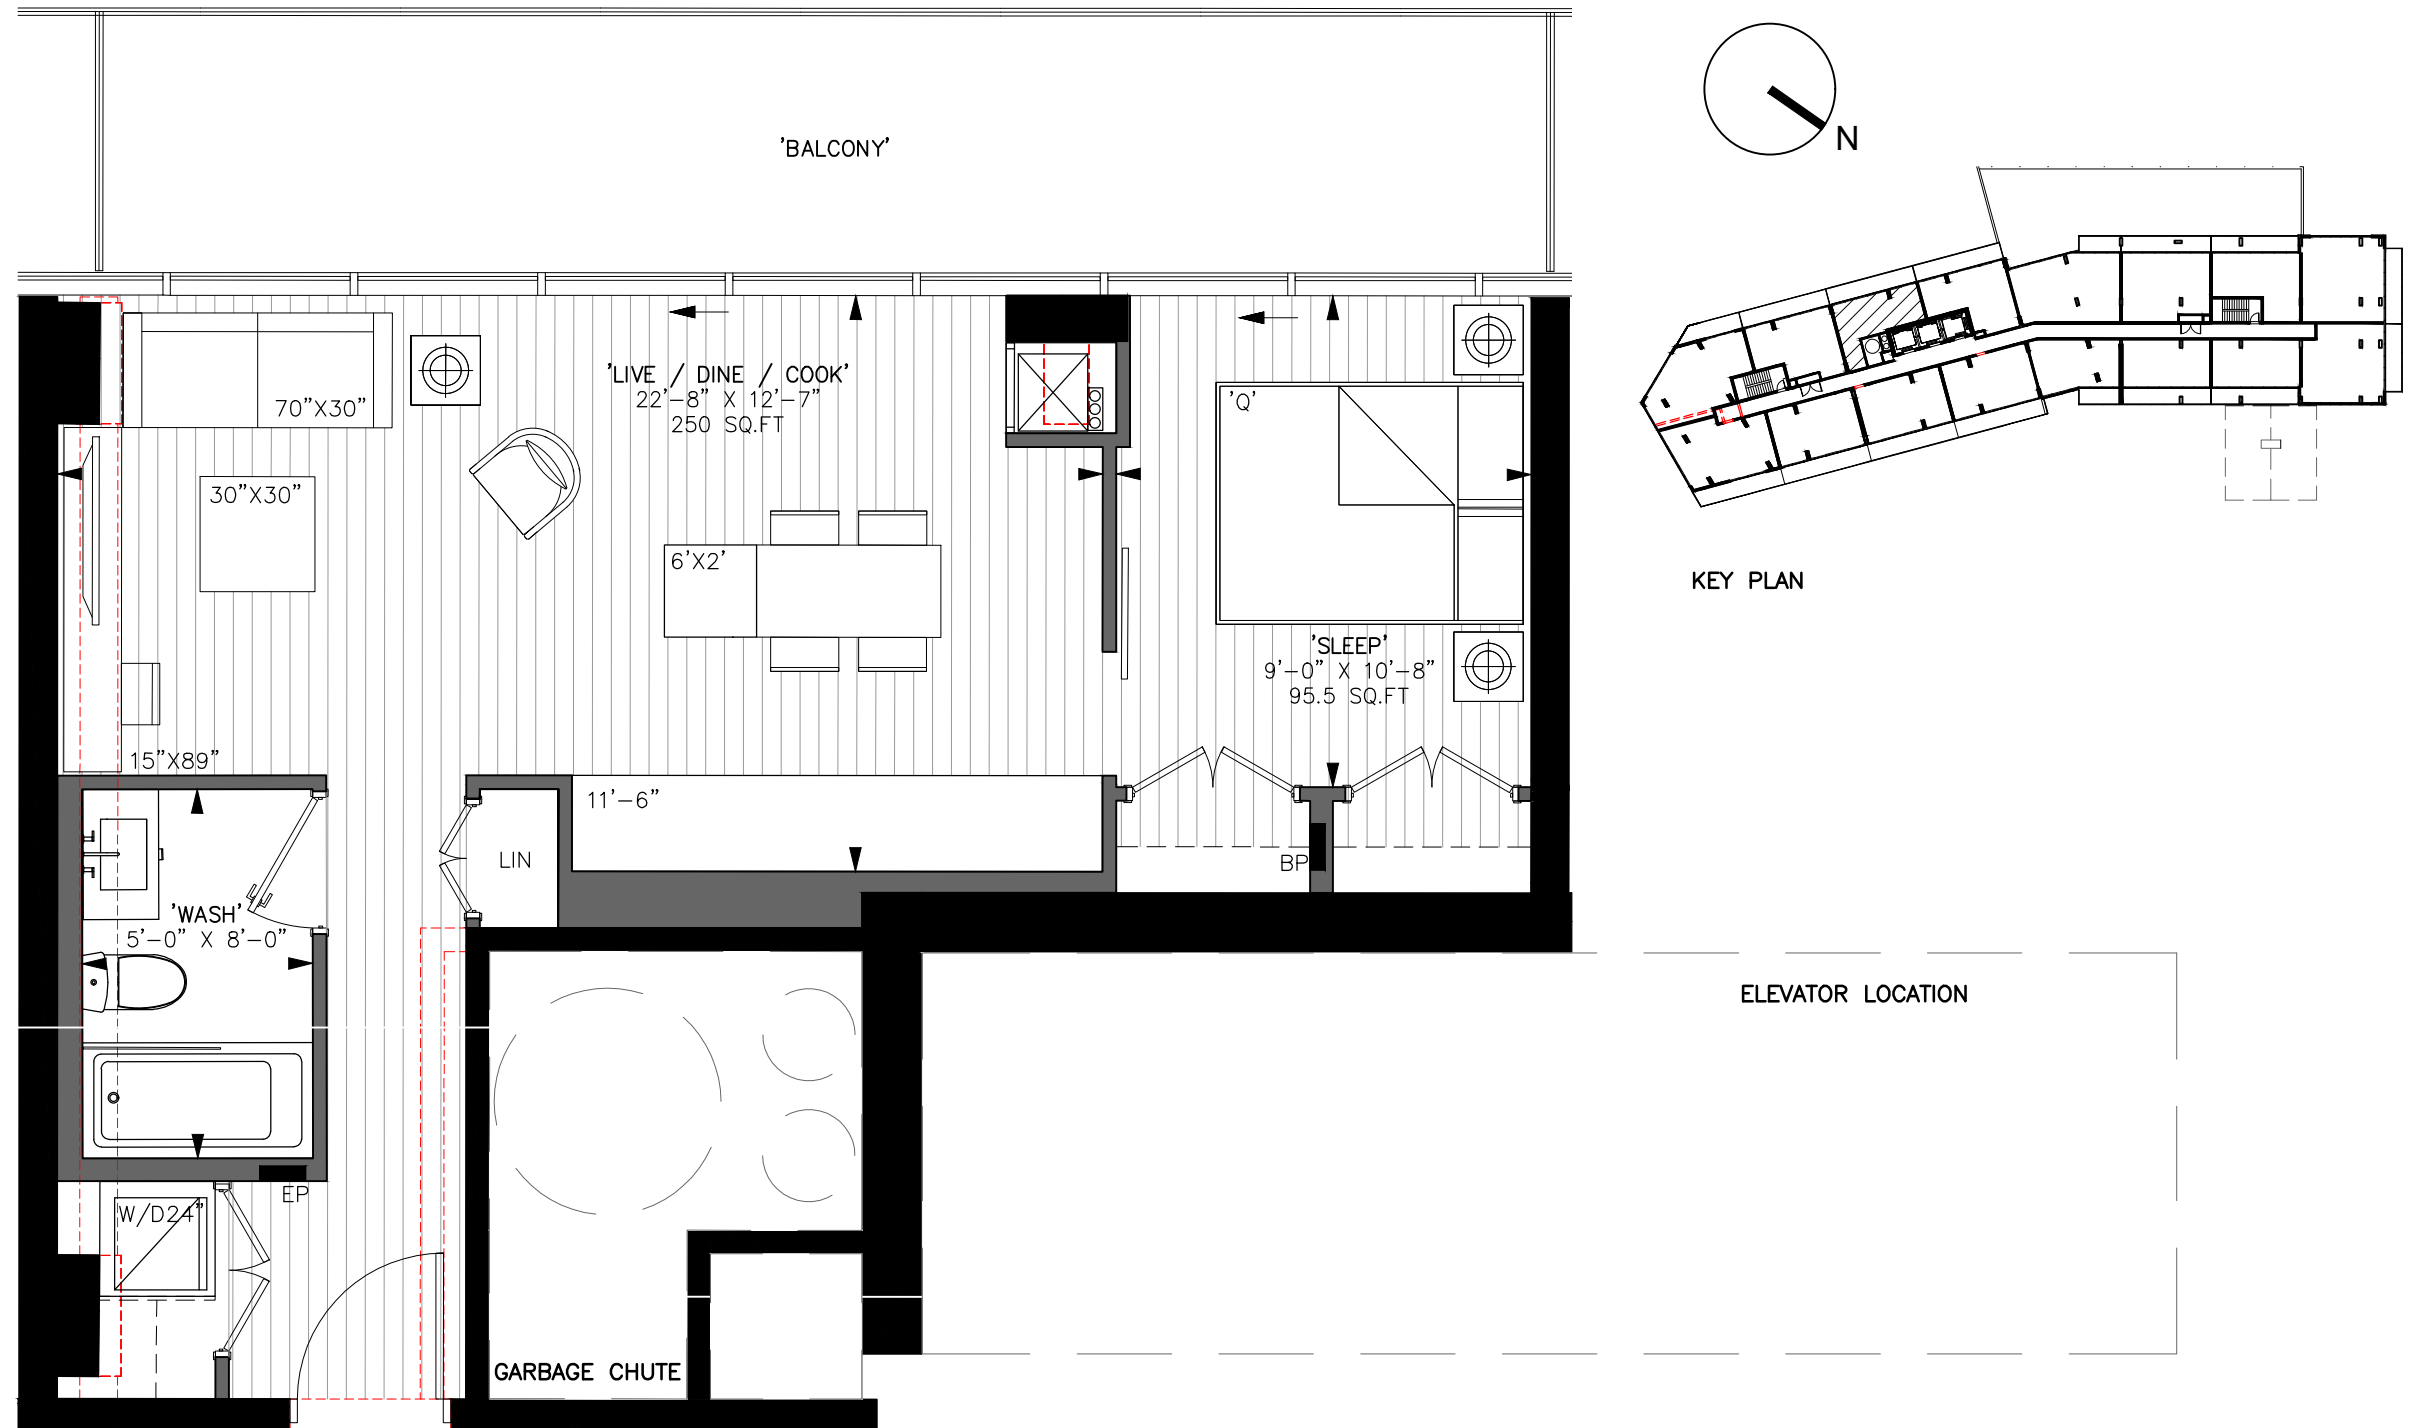 'BALCONY'
N
'LIVE / DINE / COOK'
22'-8" X 12'-7"
250 SQ.FT
70"X30"
'Q'
30"X30"
6'X2'
KEY PLAN
'SLEEP'
9'-0" X 10'-8"
95.5 SQ.FT
15"X89"
11'-6"
LIN
BP
'WASH'
5'-0" X 8'-0"
ELEVATOR LOCATION
EP
W/D24"
GARBAGE CHUTE